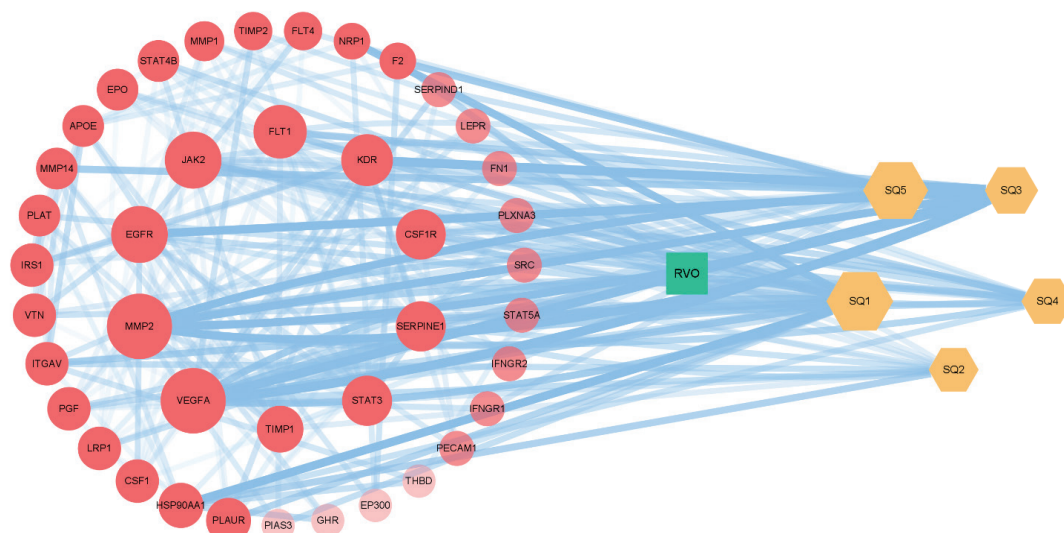 TIMP2
FLT4
NRP1
MMP1
F2
STAT4B
SERPIND1
EPO
LEPR
APOE
FLT1
JAK2
KDR
MMP14
FN1
SQ5
SQ3
PLAT
PLXNA3
EGFR
CSF1R
IRS1
SRC
RVO
SQ1
SQ4
VTN
STAT5A
MMP2
SERPINE1
ITGAV
IFNGR2
SQ2
VEGFA
STAT3
PGF
IFNGR1
TIMP1
LRP1
PECAM1
CSF1
THBD
HSP90AA1
EP300
PLAUR
PIAS3
GHR